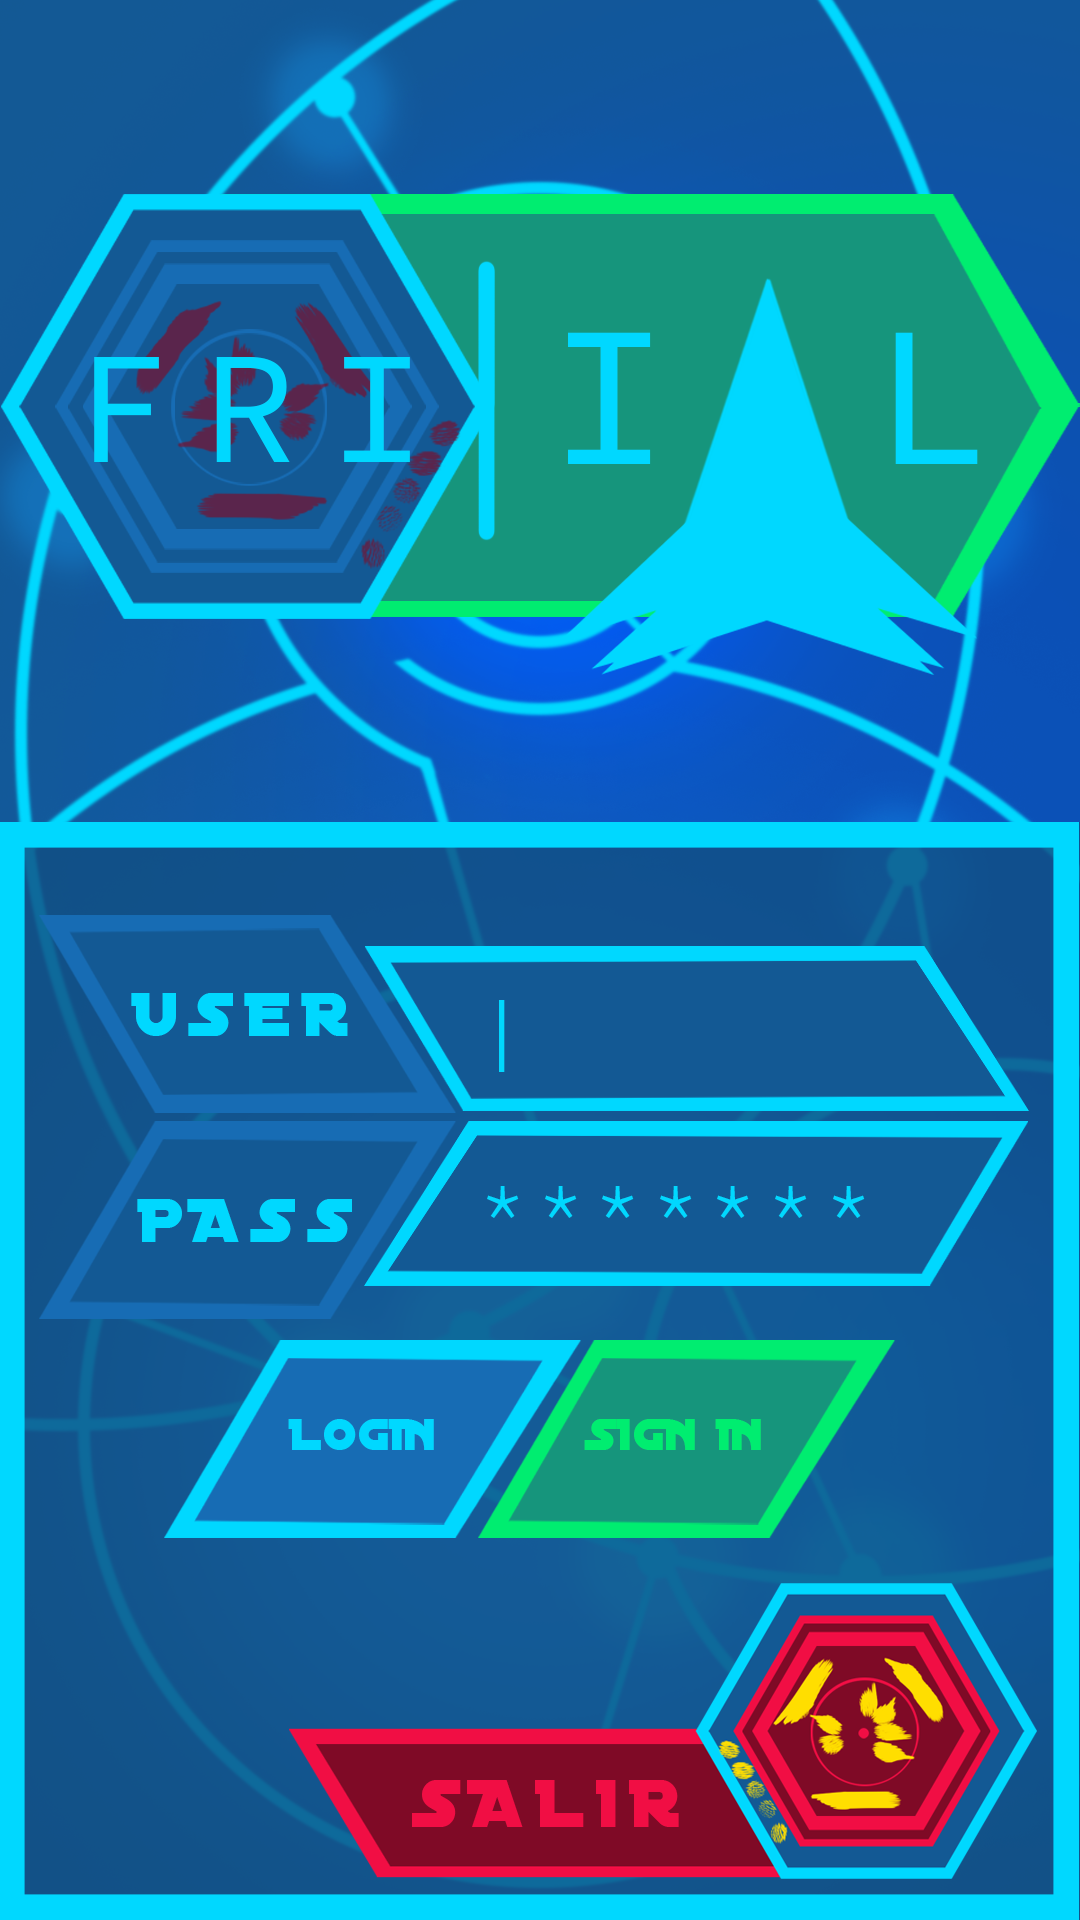 FRI | I A L
USER
|
PASS
*******
LOGIN SIGN IN
SALIR